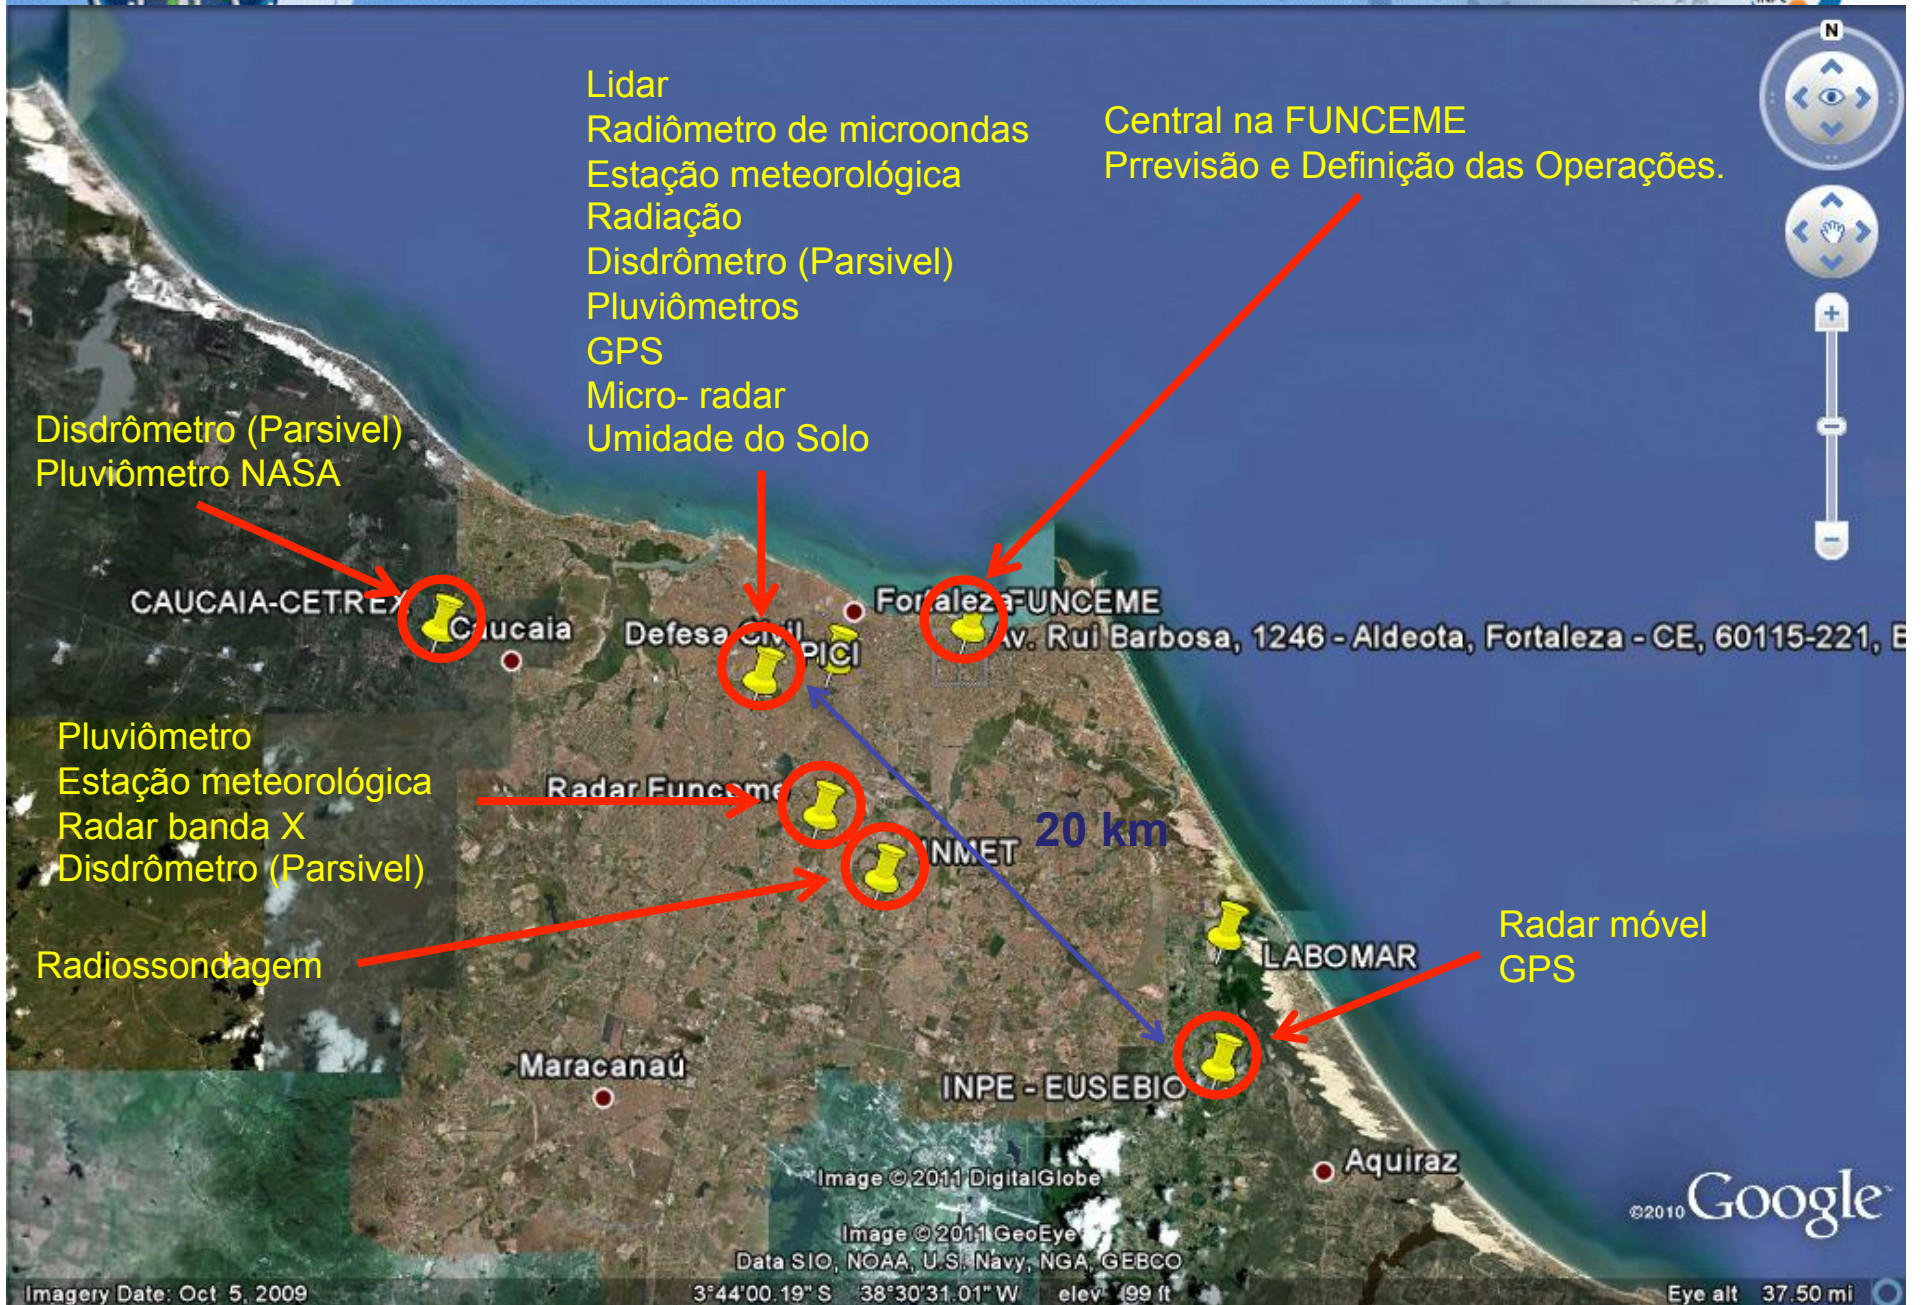 N
Lidar
Radiômetro de microondas
Estação meteorológica
Radiação
Disdrômetro (Parsivel)
Pluviômetros
GPS
Micro- radar
Umidade do Solo
Central na FUNCEME
Prrevisão e Definição das Operações.
Disdrômetro (Parsivel)
Pluviômetro NASA
CAUCAIA-CETREX
Caucaia
Defesa Civil
PICI
Fortaleza
FUNCEME
Av. Rui Barbosa, 1246 - Aldeota, Fortaleza - CE, 60115-221, B
Pluviômetro
Estação meteorológica
Radar banda X
Disdrômetro (Parsivel)
Radar Funceme
20 km
INMET
Radiossondagem
Radar móvel
GPS
LABOMAR
Maracanaú
INPE - EUSEBIO
Aquiraz
Image © 2011 DigitalGlobe
Image © 2011 GeoEye
Data SIO, NOAA, U.S. Navy, NGA, GEBCO
©2010 Google
Imagery Date: Oct 5, 2009
3°44'00.19" S 38°30'31.01" W elev 99 ft
Eye alt 37.50 mi